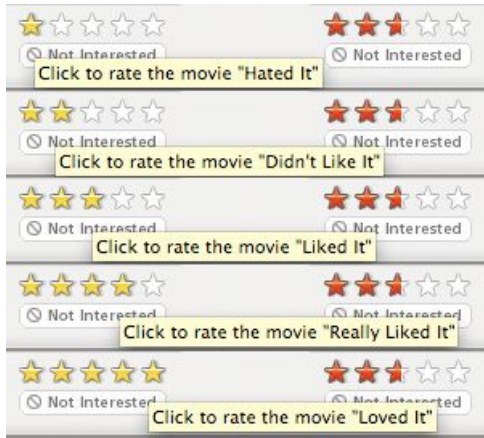 Not Interested Not Interested
Click to rate the movie "Hated It"
Not Interested Not Interested
Click to rate the movie "Didn't Like It"
Not Interested Not Interested
Click to rate the movie "Liked It"
Not Interested Not Interested
Click to rate the movie "Really Liked It"
Not Interested Not Interested
Click to rate the movie "Loved It"